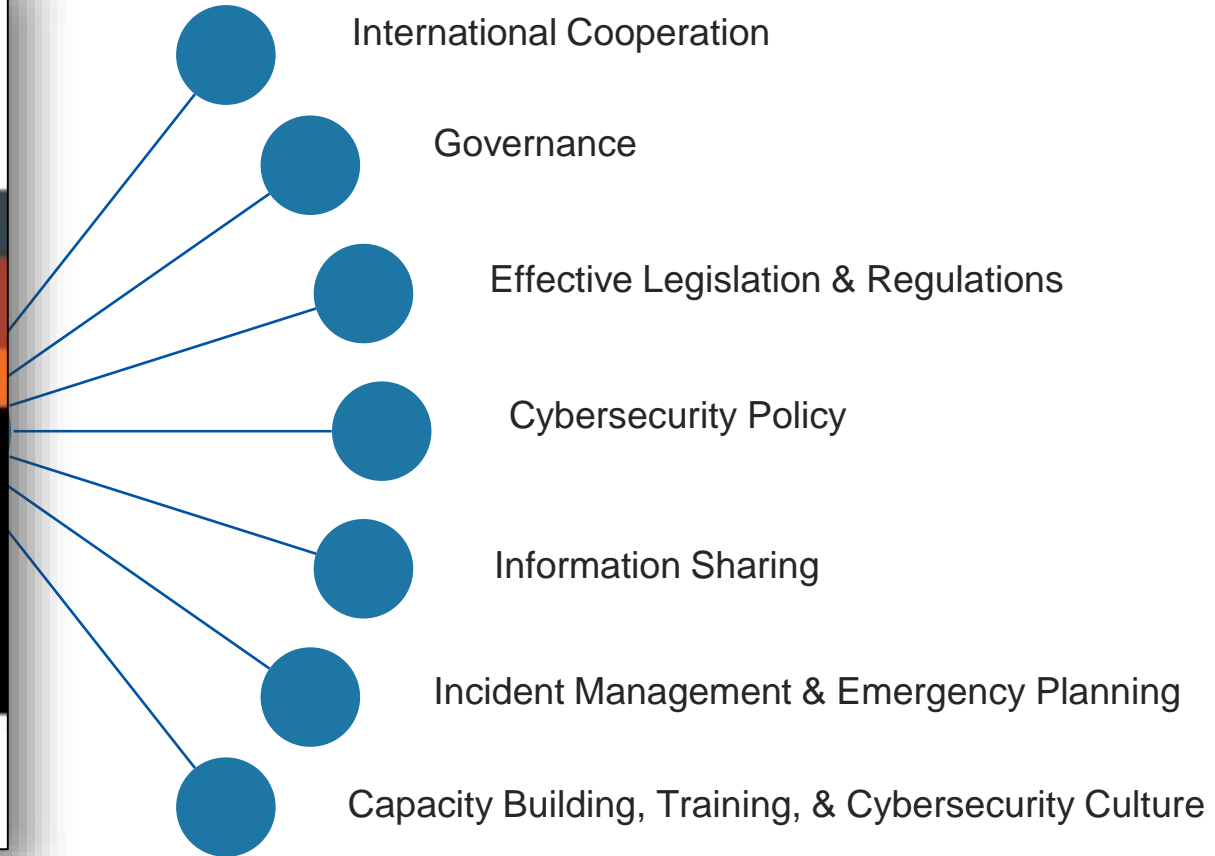 International Cooperation
Governance
Effective Legislation & Regulations
Cybersecurity Policy
Information Sharing
Incident Management & Emergency Planning
Capacity Building, Training, & Cybersecurity Culture